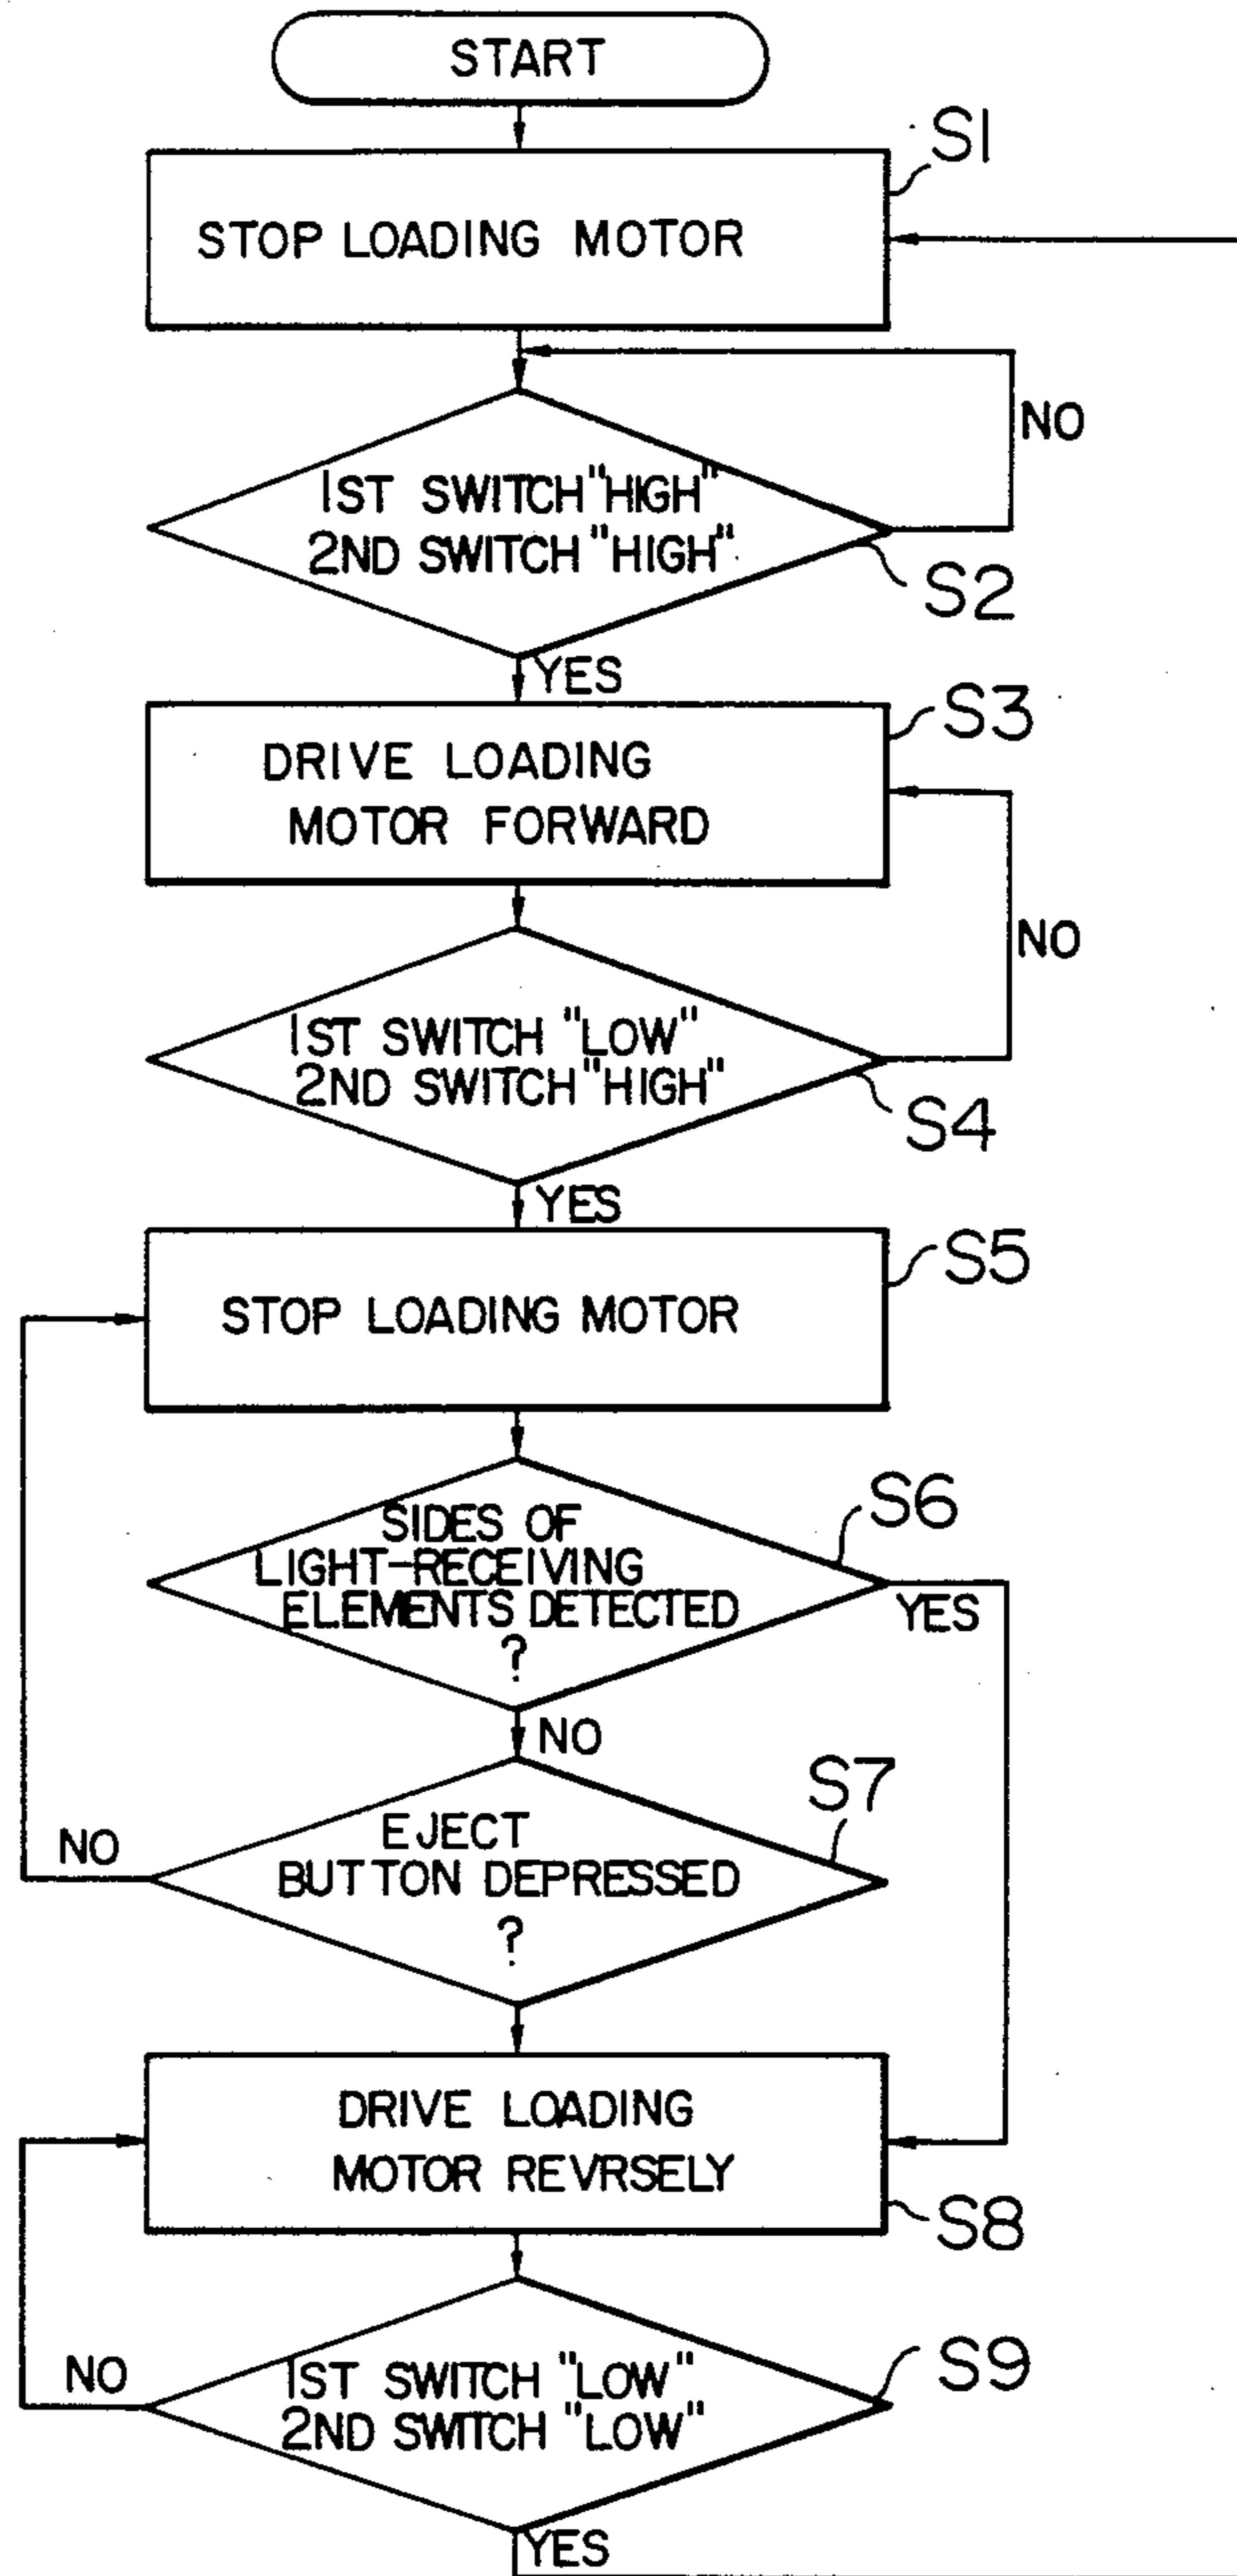 START
S1
STOP LOADING MOTOR
NO
1ST SWITCH "HIGH"
2ND SWITCH "HIGH"
S2
YES
S3
DRIVE LOADING
MOTOR FORWARD
NO
1ST SWITCH "LOW"
2ND SWITCH "HIGH"
S4
YES
S5
STOP LOADING MOTOR
S6
SIDES OF
LIGHT-RECEIVING
ELEMENTS DETECTED
?
YES
NO
S7
EJECT
BUTTON DEPRESSED
?
NO
DRIVE LOADING
MOTOR REVRSELY
S8
S9
1ST SWITCH "LOW"
2ND SWITCH "LOW"
NO
YES